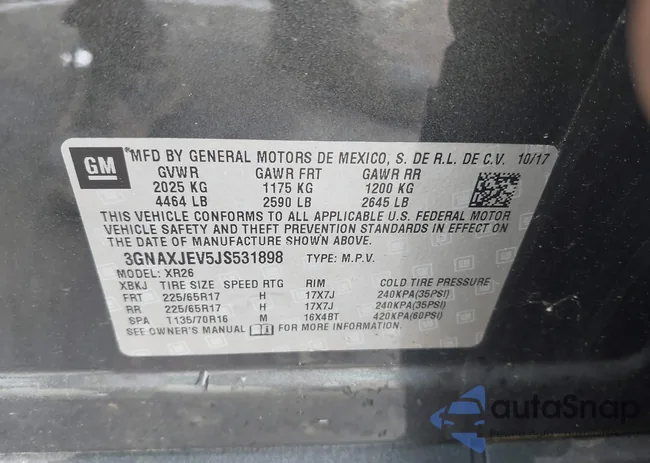 GM
®MFD BY GENERAL MOTORS DE MEXICO, S. DE R.L. DE C.V. 10/17
GVWR GAWR FRT GAWR RR
2025 KG 1175 KG 1200 KG
4464 LB 2590 LB 2645 LB
THIS VEHICLE CONFORMS TO ALL APPLICABLE U.S. FEDERAL MOTOR
VEHICLE SAFETY AND THEFT PREVENTION STANDARDS IN EFFECT ON
THE DATE OF MANUFACTURE SHOWN ABOVE.
3GNAXJEV5JS531898 TYPE: M.P.V.
MODEL: XR26
XBKJ TIRE SIZE SPEED RTG RIM COLD TIRE PRESSURE
FRT 225/65R17 H 17X7J 240KPA(35PSI)
RR 225/65R17 H 17X7J 240KPA(35PSI)
SPA T135/70R16 M 16X4BT 420KPA(60PSI)
SEE OWNER'S MANUAL FOR MORE INFORMATION.
autoSnap